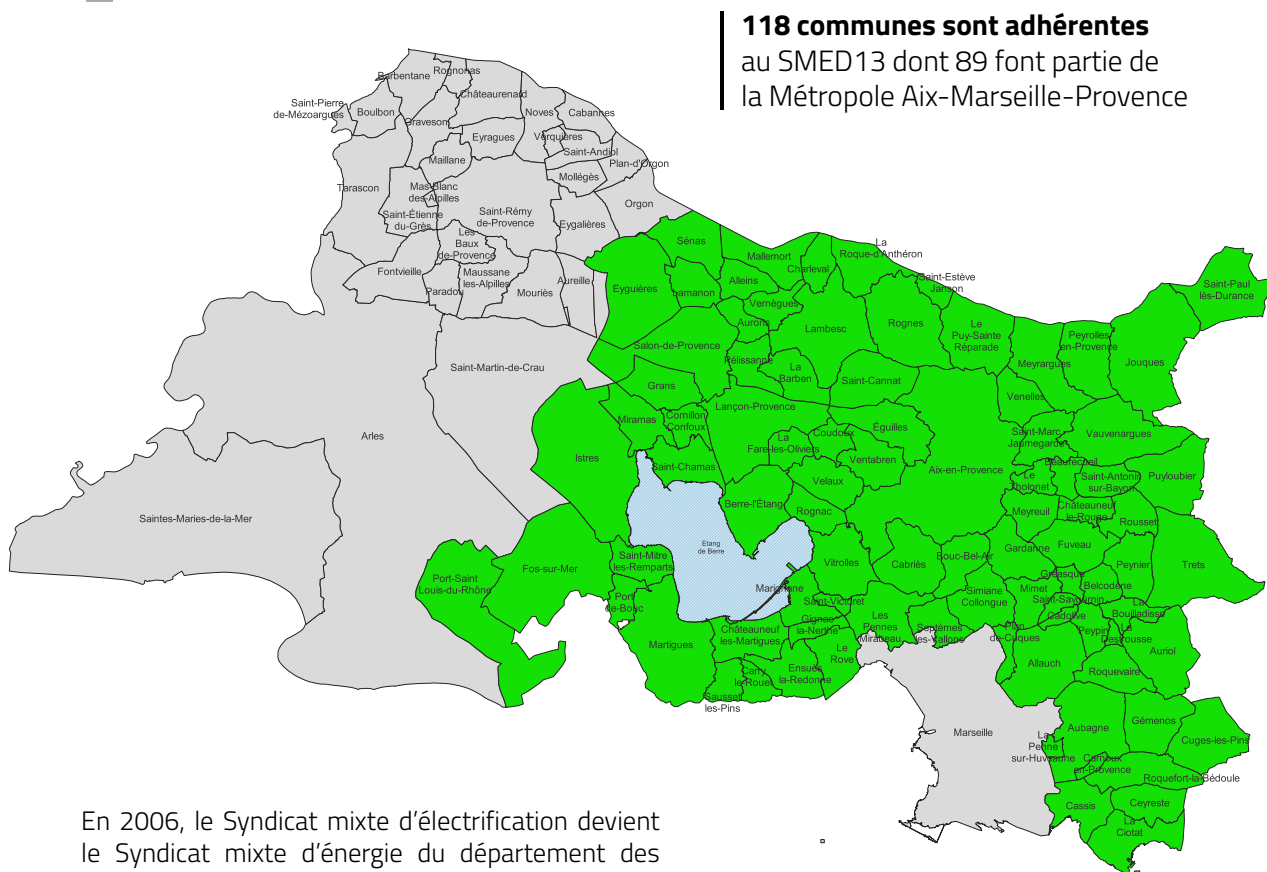 118 communes sont adhérentes
au SMED13 dont 89 font partie de
la Métropole Aix-Marseille-Provence
Barbentane
Rognonas
Châteaurenard
Saint-Pierre
de-Mézoargues
Boulbon
Graveson
Noves
Cabannes
Eyragues
Verquières
Saint-Andiol
Maillane
Plan-d'Orgon
Mollégès
Tarascon
Mas-Blanc
des-Alpilles
Saint-Étienne
du-Grès
Saint-Rémy
de-Provence
Orgon
Eygalières
Les
Baux
de-Provence
Fontvieille
Maussane
les-Alpilles
Paradou
Mouriès
Aureille
Sénas
Mallemort
Charleval
La
Roque-d'Anthéron
Saint-Estève
Janson
Saint-Paul
lès-Durance
Eyguières
Lamanon
Alleins
Vernègues
Aurons
Lambesc
Rognes
Le
Puy-Sainte
Réparade
Peyrolles
en-Provence
Meyrargues
Jouques
Salon-de-Provence
Pélissanne
La
Barben
Saint-Cannat
Saint-Martin-de-Crau
Grans
Venelles
Lançon-Provence
Miramas
Cornillon
Confoux
Arles
Coudoux
Éguilles
La
Fare-les-Oliviers
Saint-Marc
Jaumegarde
Vauvenargues
Istres
Saint-Chamas
Ventabren
Aix-en-Provence
Beaurecueil
Le
Tholonet
Saint-Antonin
sur-Bayon
Puyloubier
Velaux
Berre-l'Étang
Rognac
Meyreuil
Châteauneuf
le-Rouge
Rousset
Saintes-Maries-de-la-Mer
Etang
de Berre
Saint-Mitre
les-Remparts
Fos-sur-Mer
Port-Saint
Louis-du-Rhône
Vitrolles
Cabriès
Bouc-Bel-Air
Gardanne
Fuveau
Peynier
Trets
Gréasque
Belcodène
Marignane
Port
de-Bouc
Saint-Victoret
Simiane
Collongue
Mimet
Saint-Savournin
Cadolive
La
Bouilladisse
Gignac
la-Nerthe
Les
Pennes
Mirabeau
Septèmes
les-Vallons
Plan
de-Cuques
Peypin
La
Destrousse
Châteauneuf
les-Martigues
Martigues
Le
Rove
Ensuès
la-Redonne
Carry
le-Rouet
Sausset
les-Pins
Allauch
Roquevaire
Auriol
Marseille
La
Penne
sur-Huveaune
Aubagne
Gémenos
Cuges-les-Pins
Carnoux
en-Provence
Roquefort-la-Bédoule
Cassis
Ceyreste
La
Ciotat
En 2006, le Syndicat mixte d'électrification devient
le Syndicat mixte d'énergie du département des